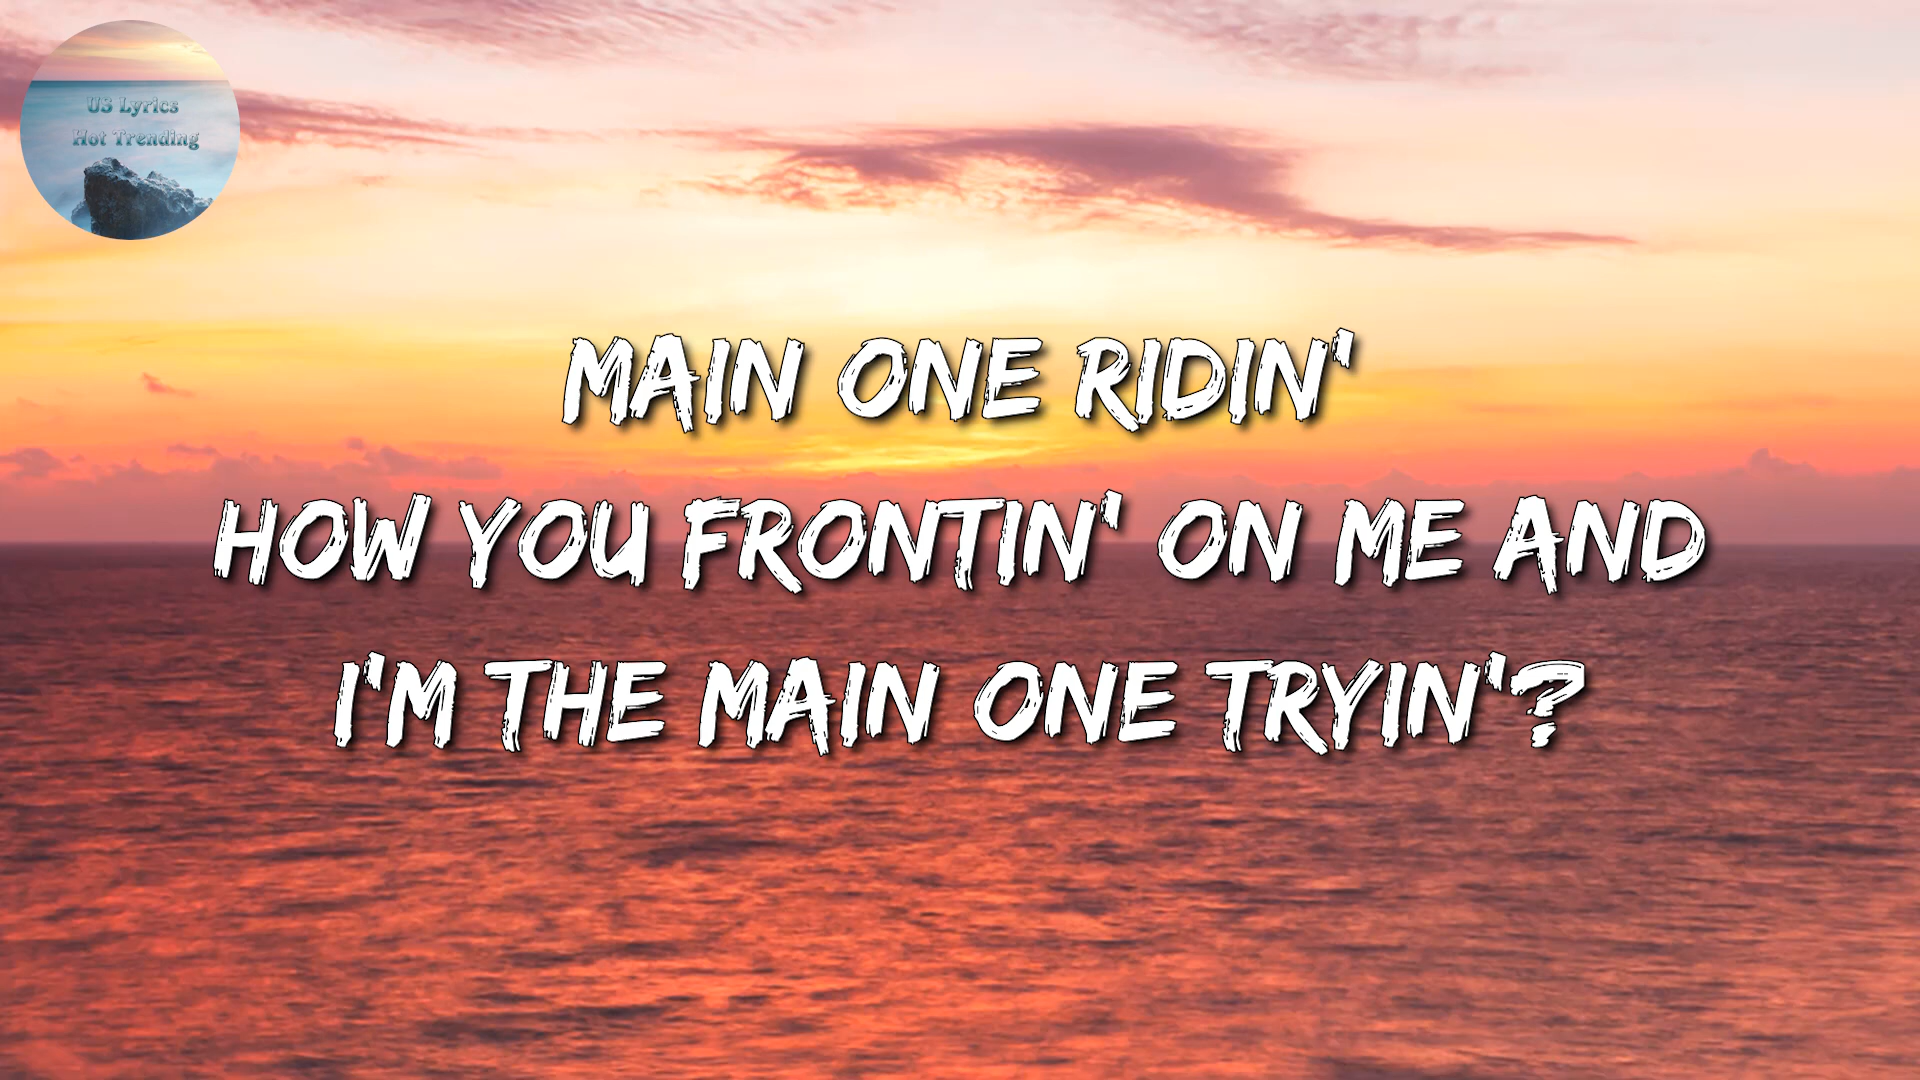 US Lyrics
Hot Trending
MAIN ONE RIDIN'
HOW YOU FRONTIN' ON ME AND
I'M THE MAIN ONE TRYIN'?